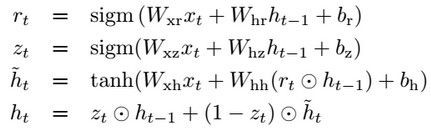 r_t = sigm (W_xr x_t + W_hr h_{t−1} + b_r)
z_t = sigm(W_xz x_t + W_hz h_{t−1} + b_z)
h̃_t = tanh(W_xh x_t + W_hh(r_t ⊙ h_{t−1}) + b_h)
h_t = z_t ⊙ h_{t−1} + (1 − z_t) ⊙ h̃_t